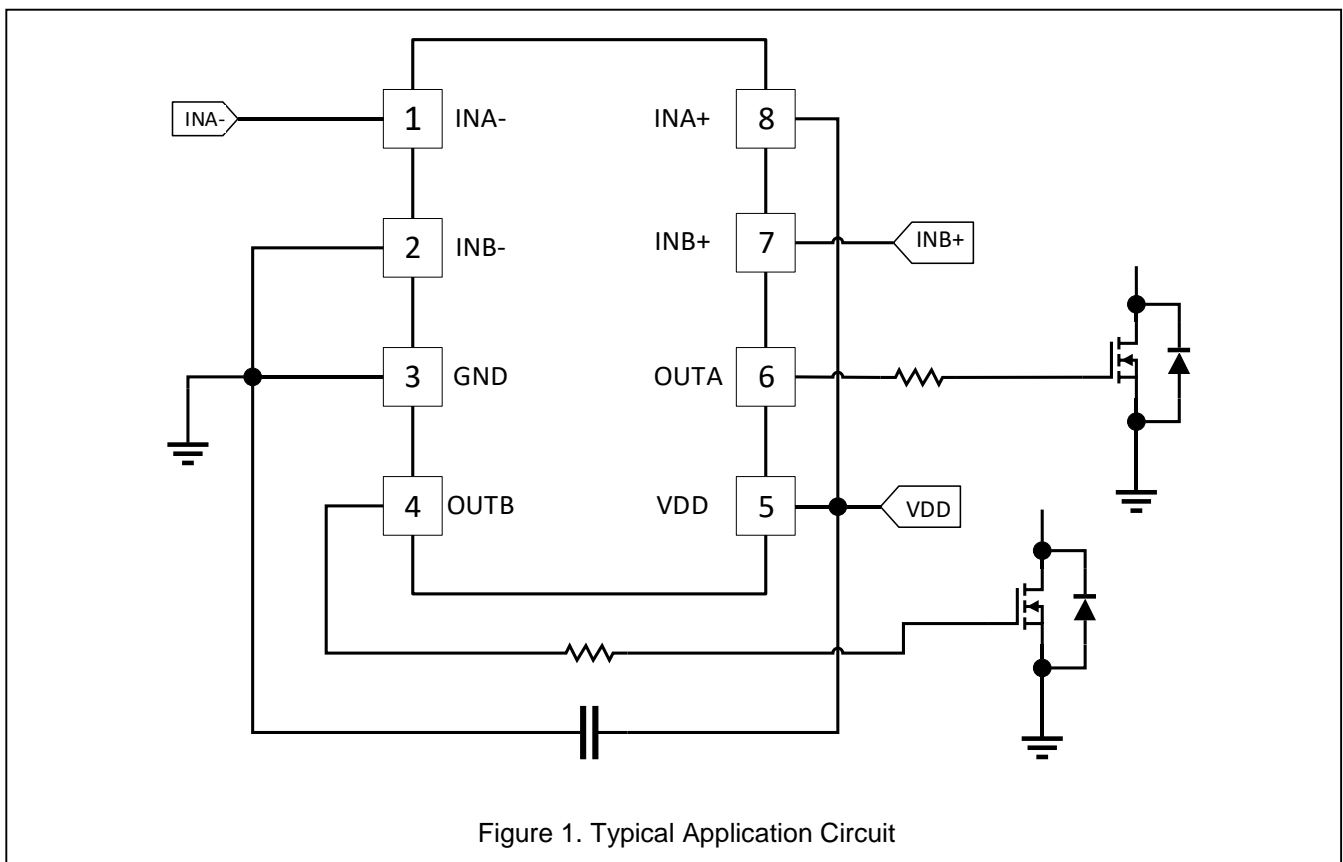 INA- 1 INA- INA+ 8
2 INB- INB+ 7 INB+
3 GND OUTA 6
4 OUTB VDD 5 VDD
Figure 1. Typical Application Circuit